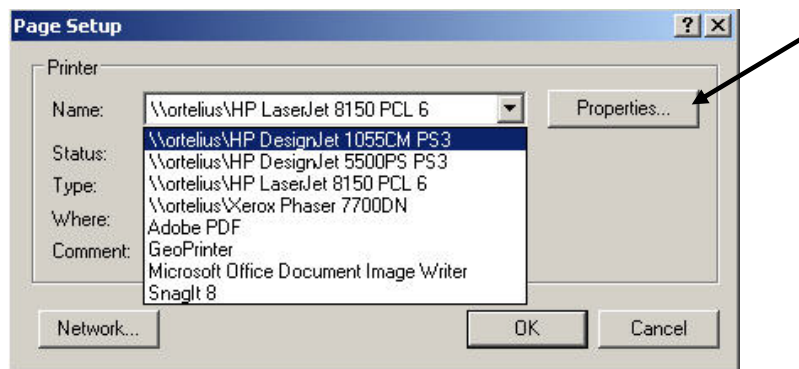 Page Setup
Printer
Name: \\ortelius\HP LaserJet 8150 PCL 6 Properties...
\\ortelius\HP DesignJet 1055CM PS3
Status: \\ortelius\HP DesignJet 5500PS PS3
Type: \\ortelius\HP LaserJet 8150 PCL 6
\\ortelius\Xerox Phaser 7700DN
Where: Adobe PDF
Comment: GeoPrinter
Microsoft Office Document Image Writer
SnagIt 8
Network... OK Cancel